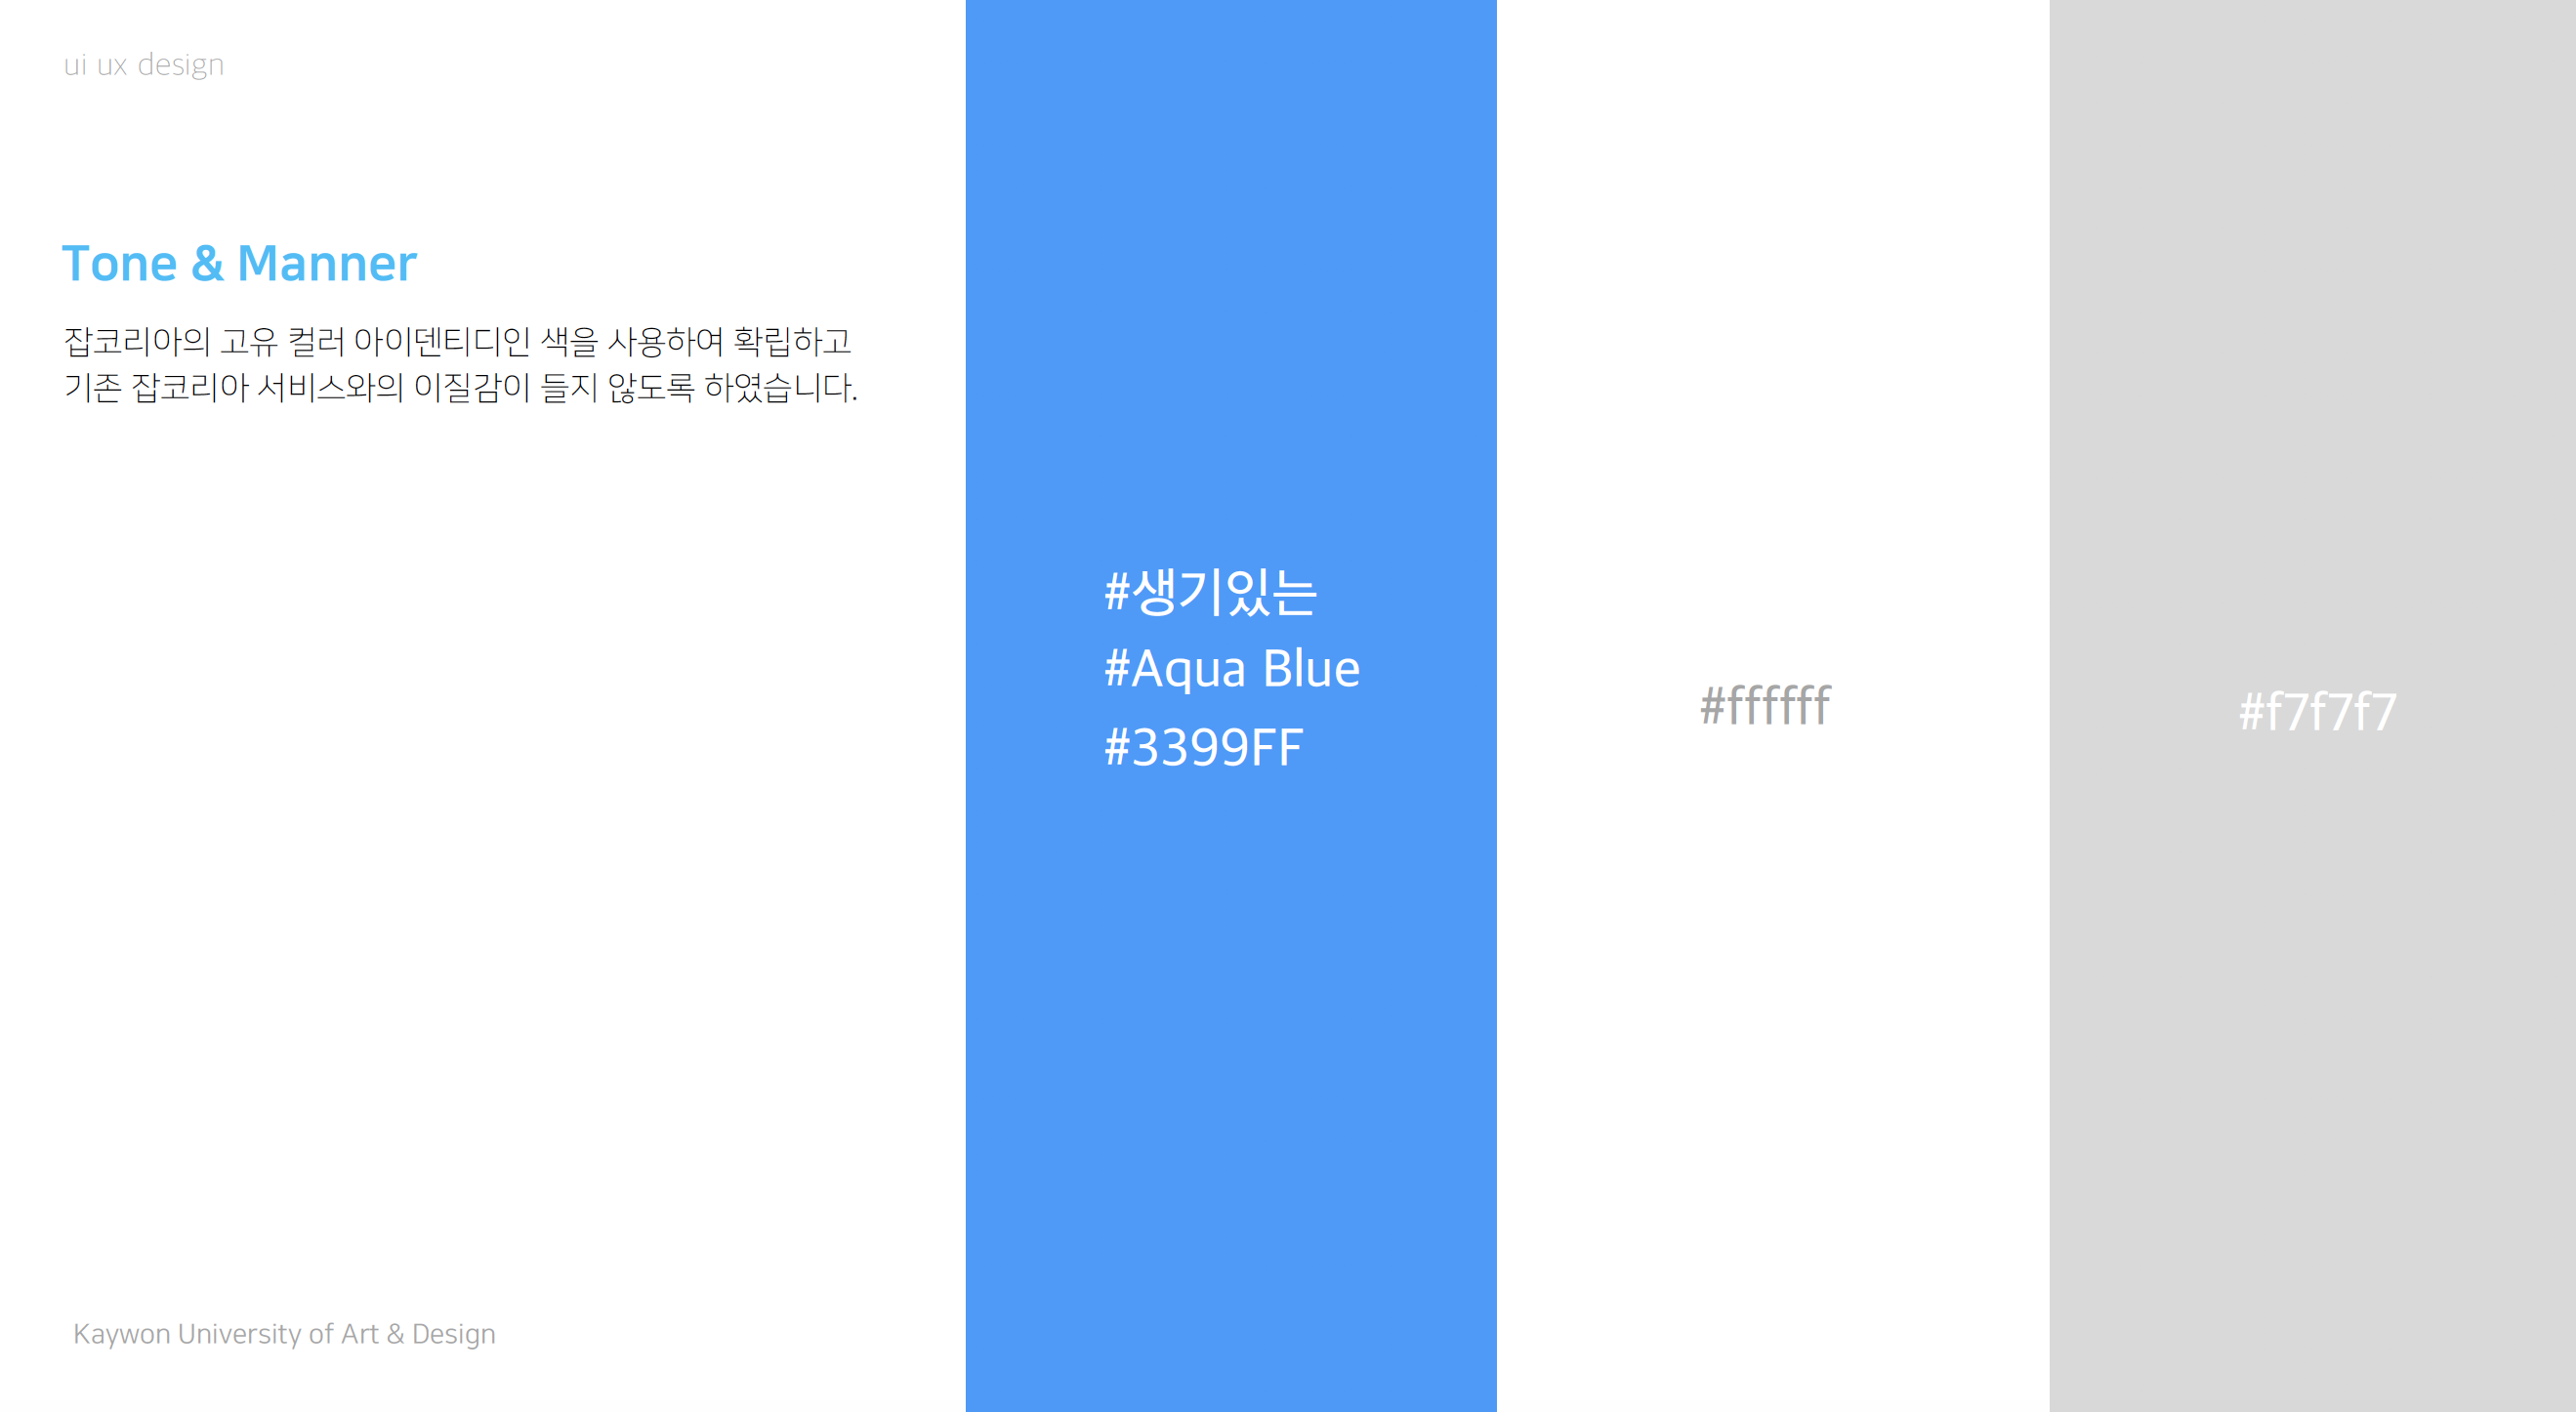 ui ux design
Tone & Manner
잡코리아의 고유 컬러 아이덴티디인 색을 사용하여 확립하고
기존 잡코리아 서비스와의 이질감이 들지 않도록 하였습니다.
#생기있는
#Aqua Blue
#3399FF
#ffffff
#f7f7f7
Kaywon University of Art & Design